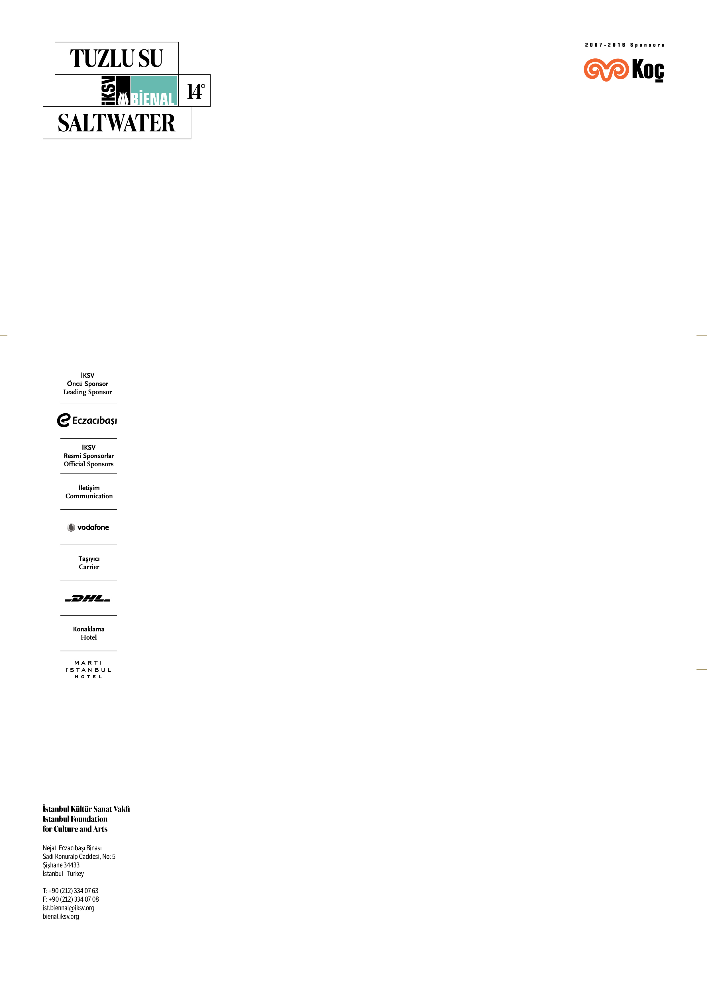 TUZLU SU
İKSV BİENAL 14°
SALTWATER
2007-2016 Sponsoru
Koç
İKSV
Öncü Sponsor
Leading Sponsor
Eczacıbaşı
İKSV
Resmi Sponsorlar
Official Sponsors
İletişim
Communication
vodafone
Taşıyıcı
Carrier
DHL
Konaklama
Hotel
MARTI
İSTANBUL
HOTEL
İstanbul Kültür Sanat Vakfı
Istanbul Foundation
for Culture and Arts
Nejat Eczacıbaşı Binası
Sadi Konuralp Caddesi, No: 5
Şişhane 34433
İstanbul - Turkey
T: +90 (212) 334 07 63
F: +90 (212) 334 07 08
ist.biennal@iksv.org
bienal.iksv.org